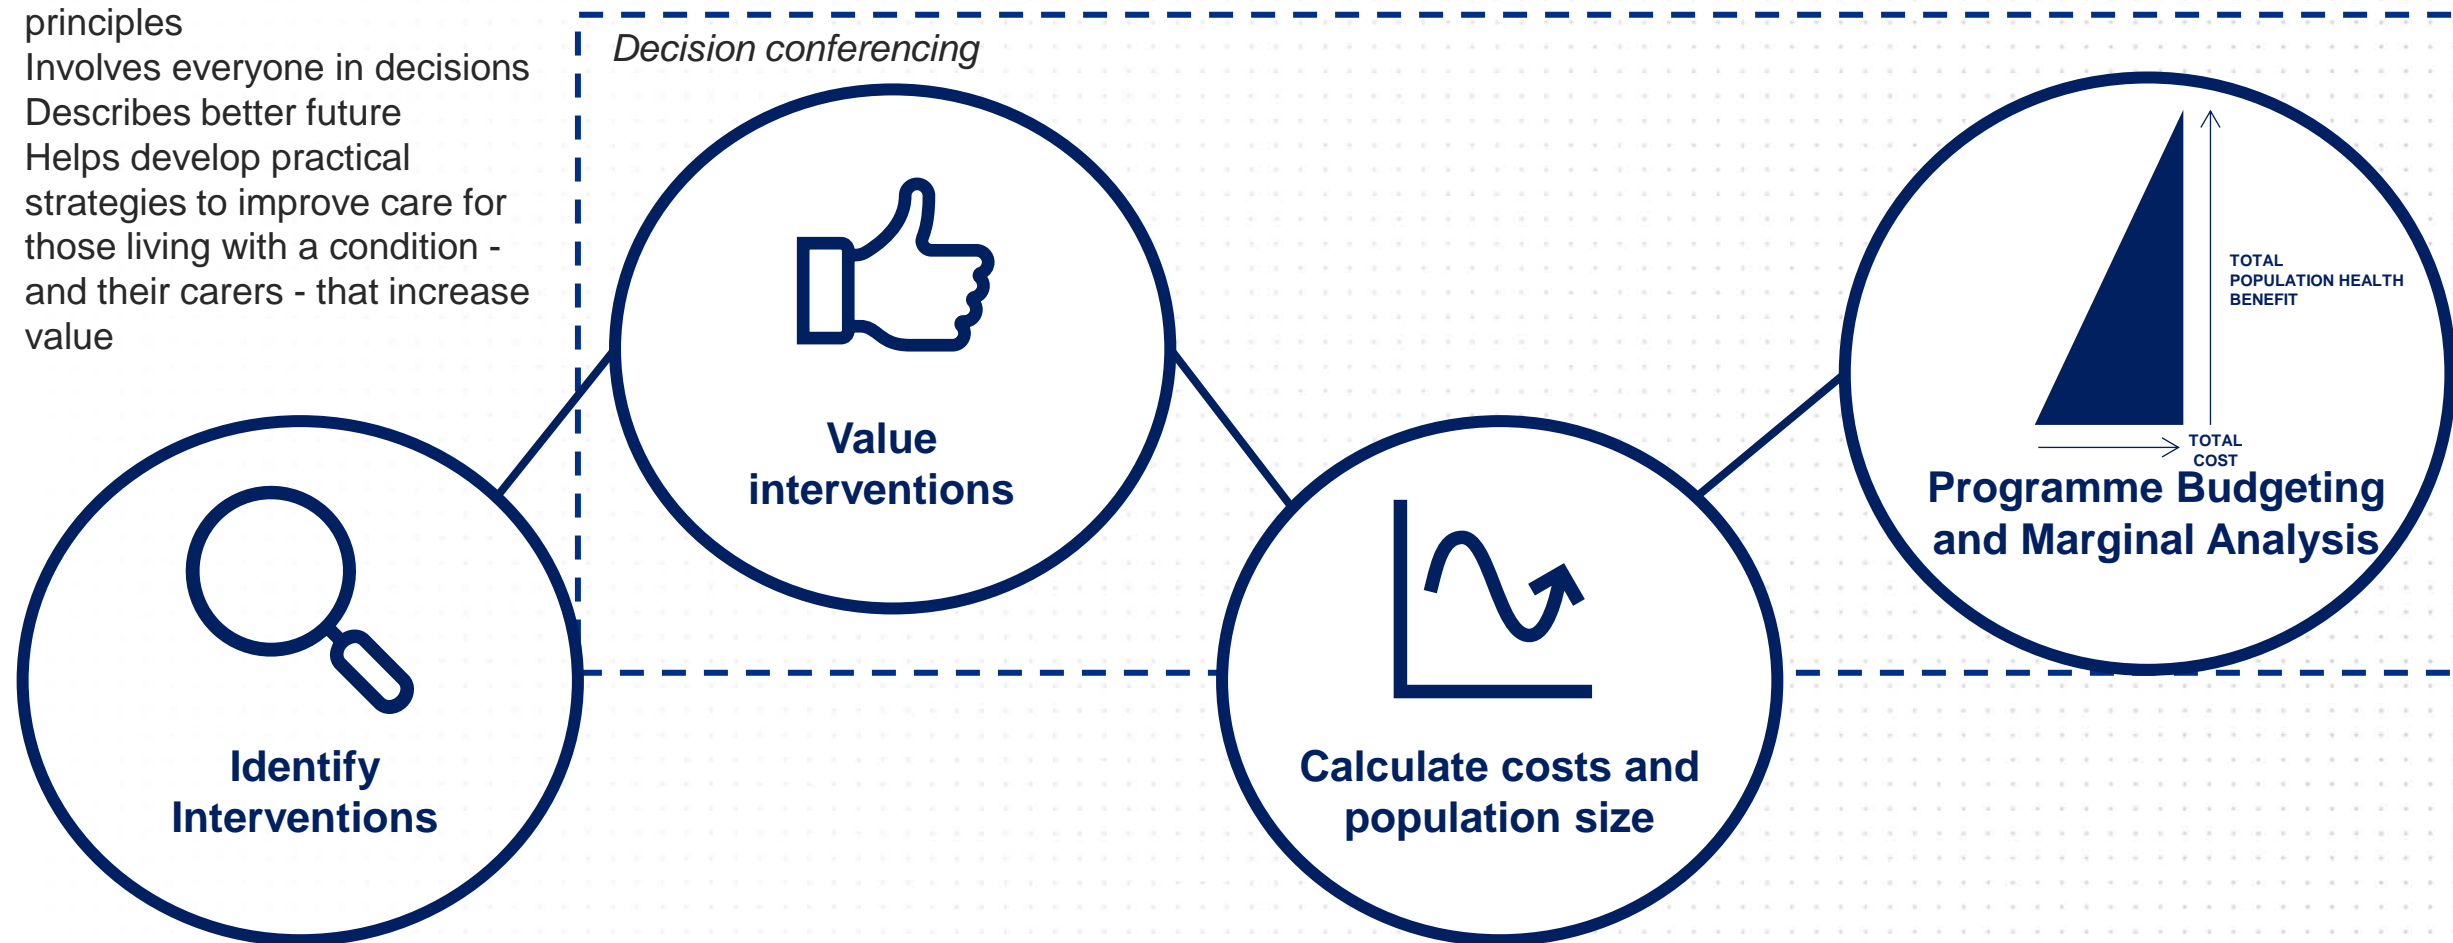 principles
Involves everyone in decisions
Describes better future
Helps develop practical
strategies to improve care for
those living with a condition -
and their carers - that increase
value
Decision conferencing
Identify
Interventions
Value
interventions
Calculate costs and
population size
TOTAL
POPULATION HEALTH
BENEFIT
TOTAL
COST
Programme Budgeting
and Marginal Analysis